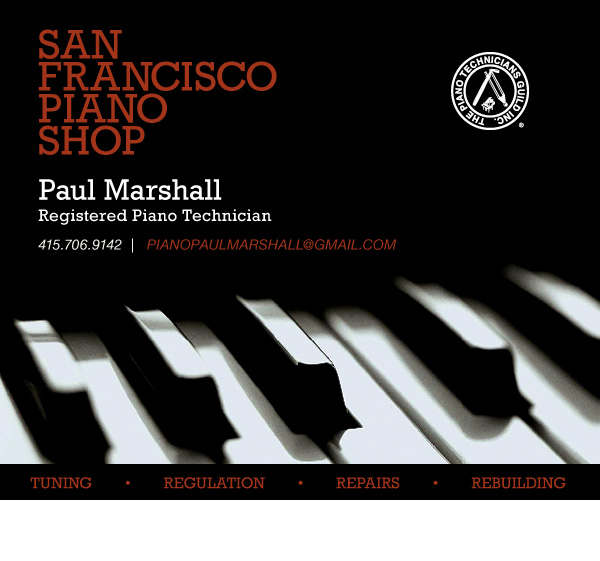 SAN
FRANCISCO
PIANO
SHOP
THE PIANO TECHNICIANS GUILD INC.
®
Paul Marshall
Registered Piano Technician
415.706.9142 | PIANOPAULMARSHALL@GMAIL.COM
TUNING • REGULATION • REPAIRS • REBUILDING